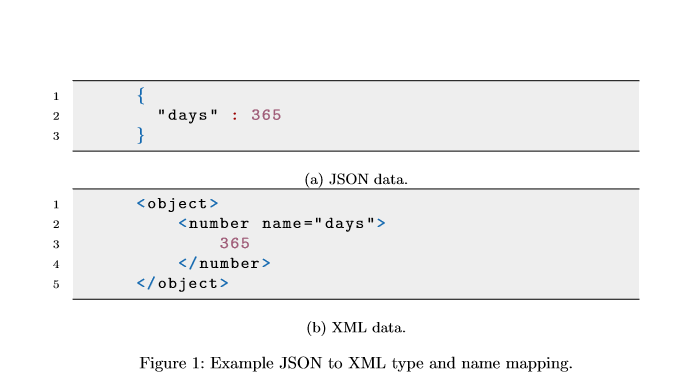 1 {
2 "days" : 365
3 }
(a) JSON data.
1 <object>
2 <number name="days">
3 365
4 </number>
5 </object>
(b) XML data.
Figure 1: Example JSON to XML type and name mapping.